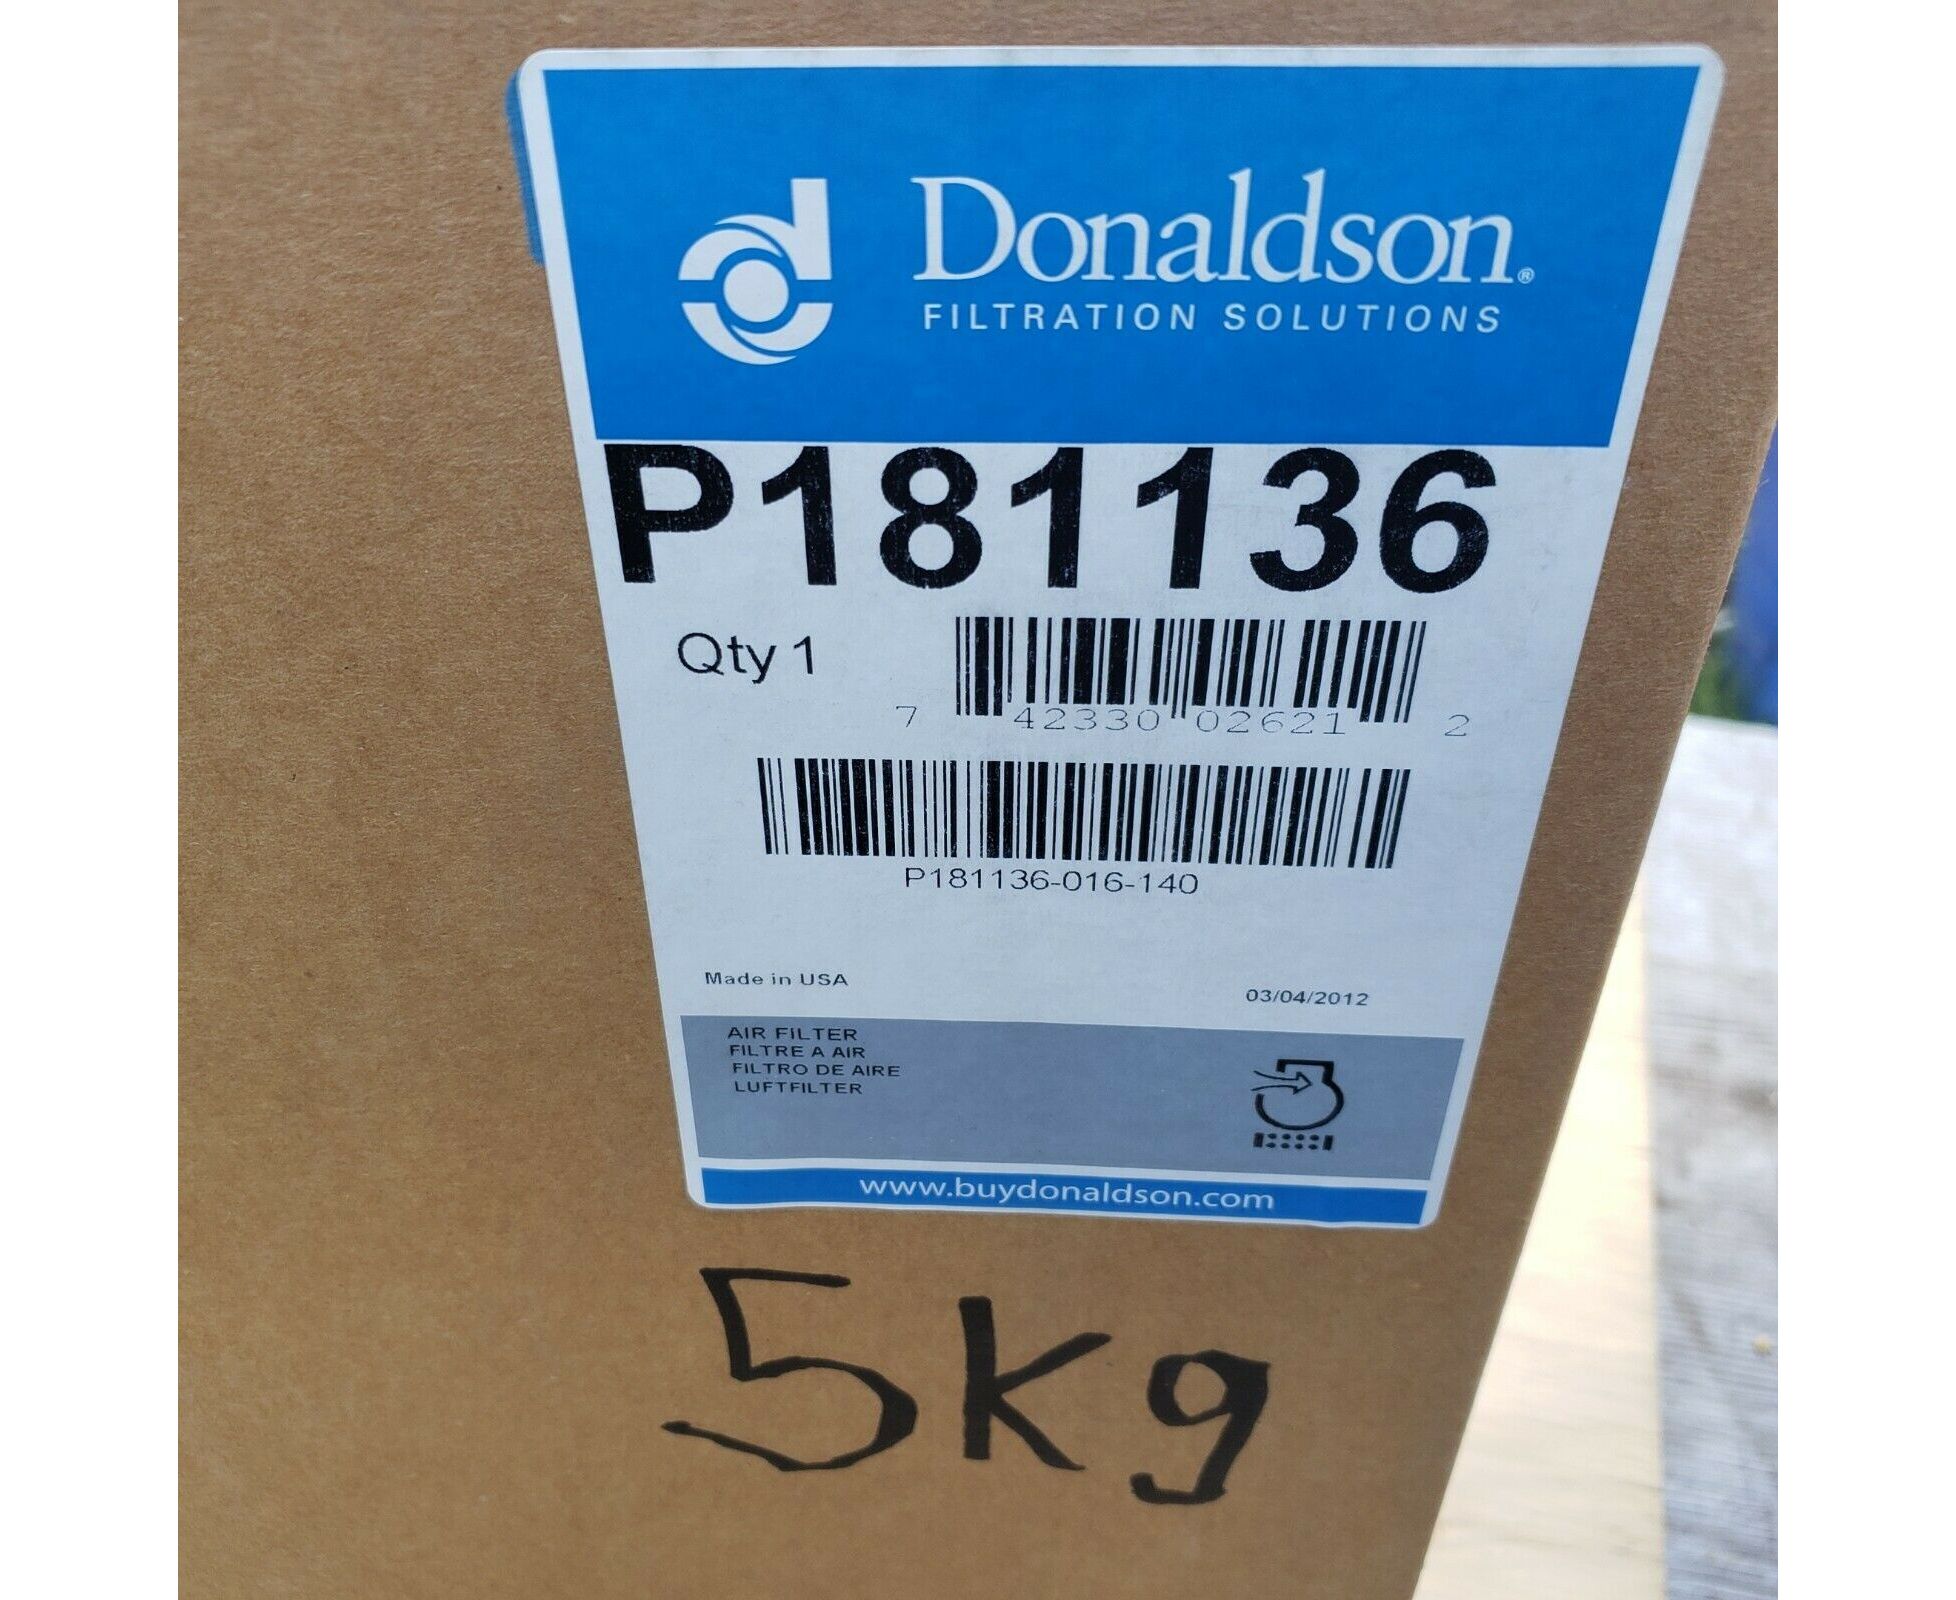 Donaldson®
FILTRATION SOLUTIONS
P181136
Qty 1
7 42330 02621 2
P181136-016-140
Made in USA
03/04/2012
AIR FILTER
FILTRE A AIR
FILTRO DE AIRE
LUFTFILTER
www.buydonaldson.com
5kg